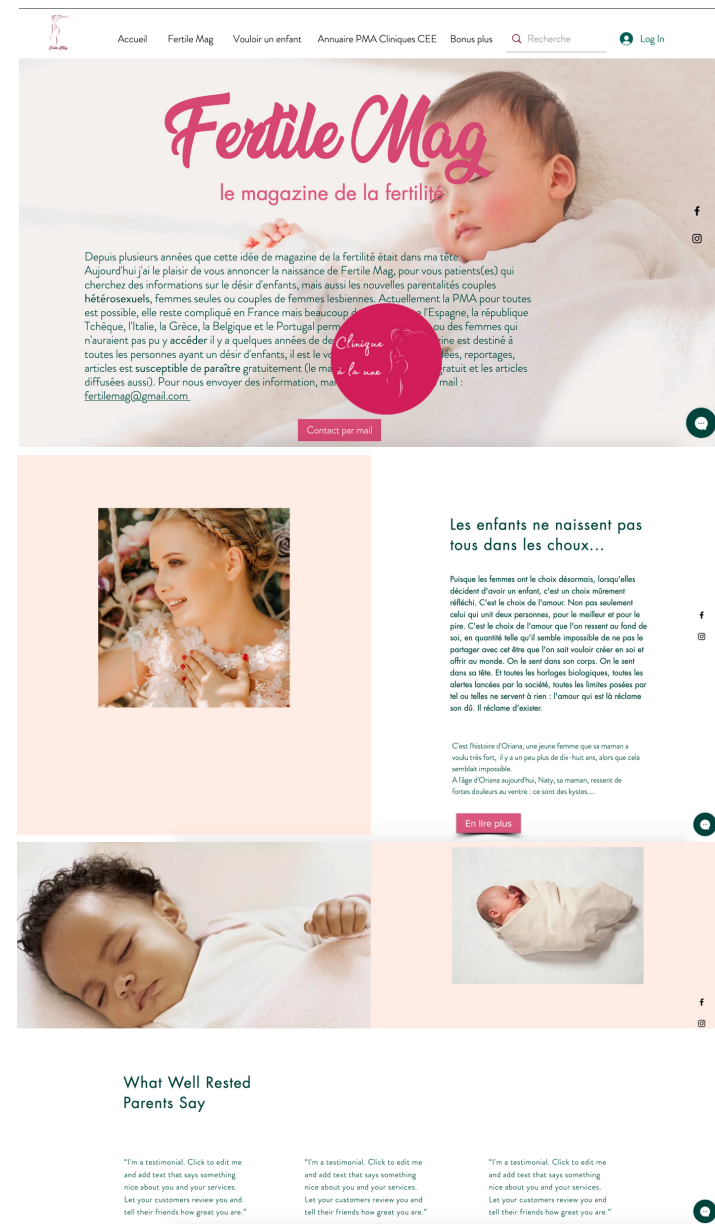 Fertile Mag
Accueil Fertile Mag Vouloir un enfant Annuaire PMA Cliniques CEE Bonus plus Recherche Log In
Fertile Mag
le magazine de la fertilité
Depuis plusieurs années que cette idée de magazine de la fertilité était dans ma tête.
Aujourd'hui j'ai le plaisir de vous annoncer la naissance de Fertile Mag, pour vous patients(es) qui
cherchez des informations sur le désir d'enfants, mais aussi les nouvelles parentalités couples
hétérosexuels, femmes seules ou couples de femmes lesbiennes. Actuellement la PMA pour toutes
est possible, elle reste compliqué en France mais beaucoup l'Espagne, la république
Tchèque, l'Italie, la Grèce, la Belgique et le Portugal ou des femmes qui
n'auraient pas pu y accéder il y a quelques années de est destiné à
toutes les personnes ayant un désir d'enfants, il est le reportages,
articles est susceptible de paraître gratuitement (le gratuit et les articles
diffusées aussi). Pour nous envoyer des information, mail :
fertilemag@gmail.com
Clinique
à la une
Contact par mail
Les enfants ne naissent pas
tous dans les choux...
Puisque les femmes ont le choix désormais, lorsqu'elles
décident d'avoir un enfant, c'est un choix mûrement
réfléchi. C'est le choix de l'amour. Non pas seulement
celui qui unit deux personnes, pour le meilleur et pour le
pire. C'est le choix de l'amour que l'on ressent au fond de
soi, en quantité telle qu'il semble impossible de ne pas le
partager avec cet être que l'on sait vouloir créer en soi et
offrir au monde. On le sent dans son corps. On le sent
dans sa tête. Et toutes les horloges biologiques, toutes les
alertes lancées par la société, toutes les limites posées par
tel ou telles ne servent à rien : l'amour qui est là réclame
son dû. Il réclame d'exister.
C'est l'histoire d'Oriana, une jeune femme que sa maman a
voulu très fort, il y a un peu plus de dix-huit ans, alors que cela
semblait impossible.
A l'âge d'Oriana aujourd'hui, Naty, sa maman, ressent de
fortes douleurs au ventre : ce sont des kystes....
En lire plus
What Well Rested
Parents Say
"I'm a testimonial. Click to edit me
and add text that says something
nice about you and your services.
Let your customers review you and
tell their friends how great you are."
"I'm a testimonial. Click to edit me
and add text that says something
nice about you and your services.
Let your customers review you and
tell their friends how great you are."
"I'm a testimonial. Click to edit me
and add text that says something
nice about you and your services.
Let your customers review you and
tell their friends how great you are."